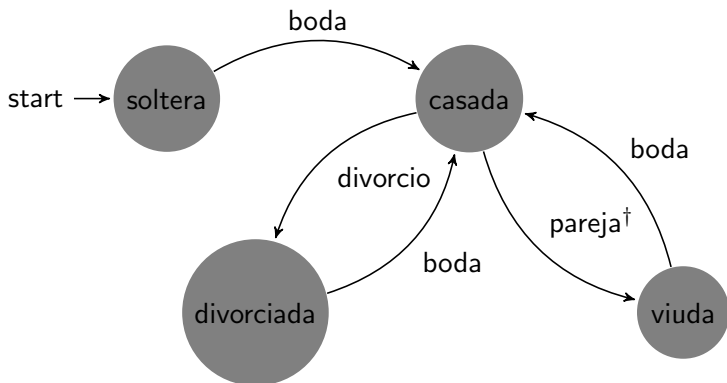 boda
start
soltera
casada
boda
divorcio
pareja†
boda
divorciada
viuda